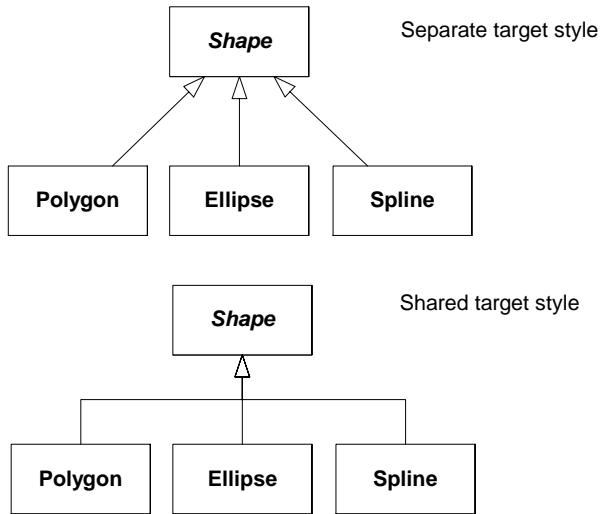 Shape
Separate target style
Polygon
Ellipse
Spline
Shape
Shared target style
Polygon
Ellipse
Spline